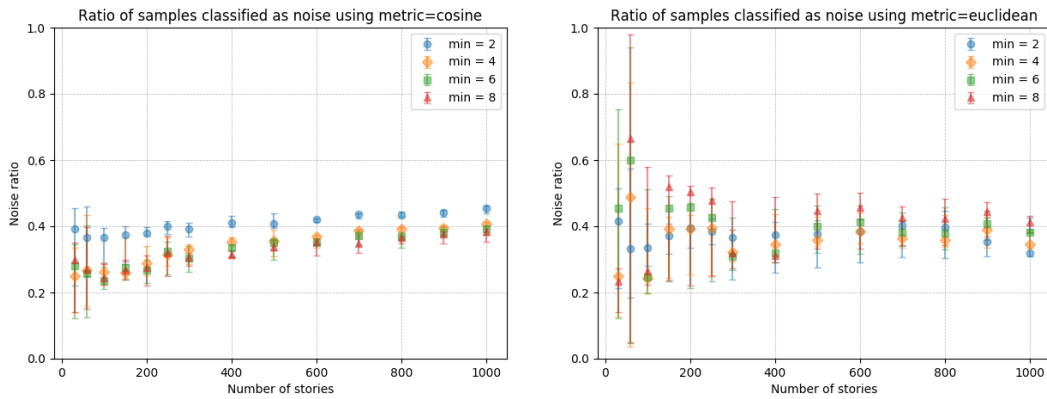 Ratio of samples classified as noise using metric=cosine
1.0
0.8
0.6
0.4
0.2
0.0
Noise ratio
0
200
400
600
800
1000
Number of stories
min = 2
min = 4
min = 6
min = 8
Ratio of samples classified as noise using metric=euclidean
1.0
0.8
0.6
0.4
0.2
0.0
Noise ratio
0
200
400
600
800
1000
Number of stories
min = 2
min = 4
min = 6
min = 8